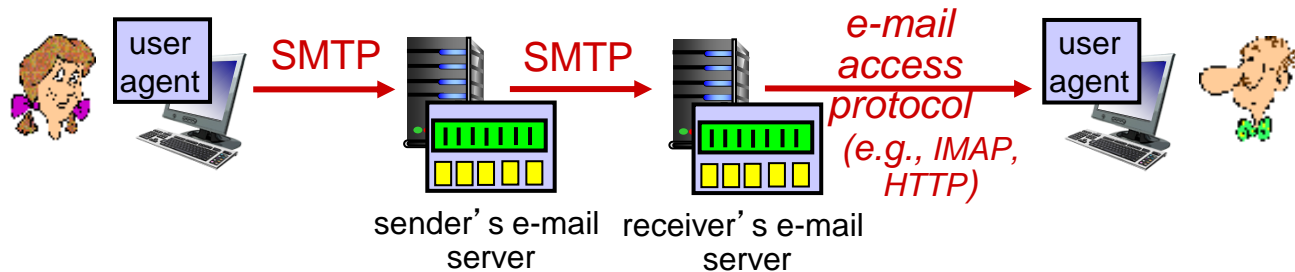 user
agent
SMTP
SMTP
e-mail
access
protocol
(e.g., IMAP,
HTTP)
user
agent
sender’s e-mail
server
receiver’s e-mail
server